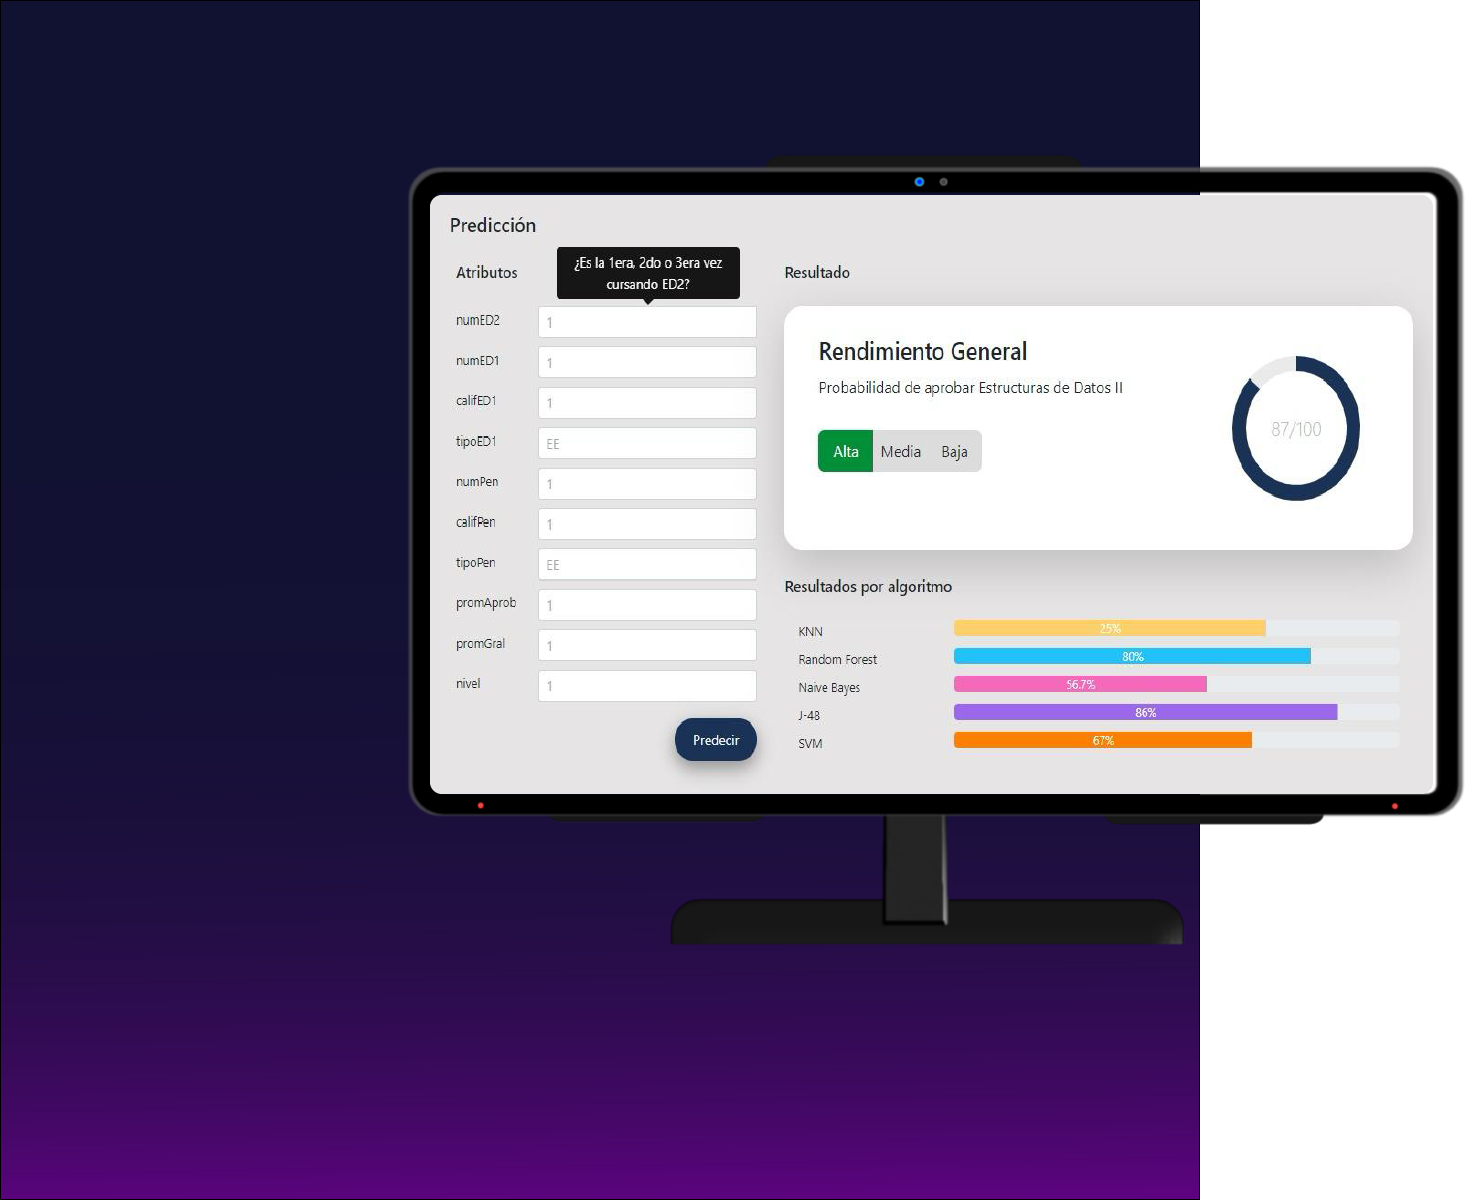 Predicción
Atributos
¿Es la 1era, 2do o 3era vez
cursando ED2?
numED2 1
numED1 1
califED1 1
tipoED1 EE
numPen 1
califPen 1
tipoPen EE
promAprob 1
promGral 1
nivel 1
Predecir
Resultado
Rendimiento General
Probabilidad de aprobar Estructuras de Datos II
Alta Media Baja
87/100
Resultados por algoritmo
KNN 25%
Random Forest 80%
Naive Bayes 56.7%
J-48 86%
SVM 67%